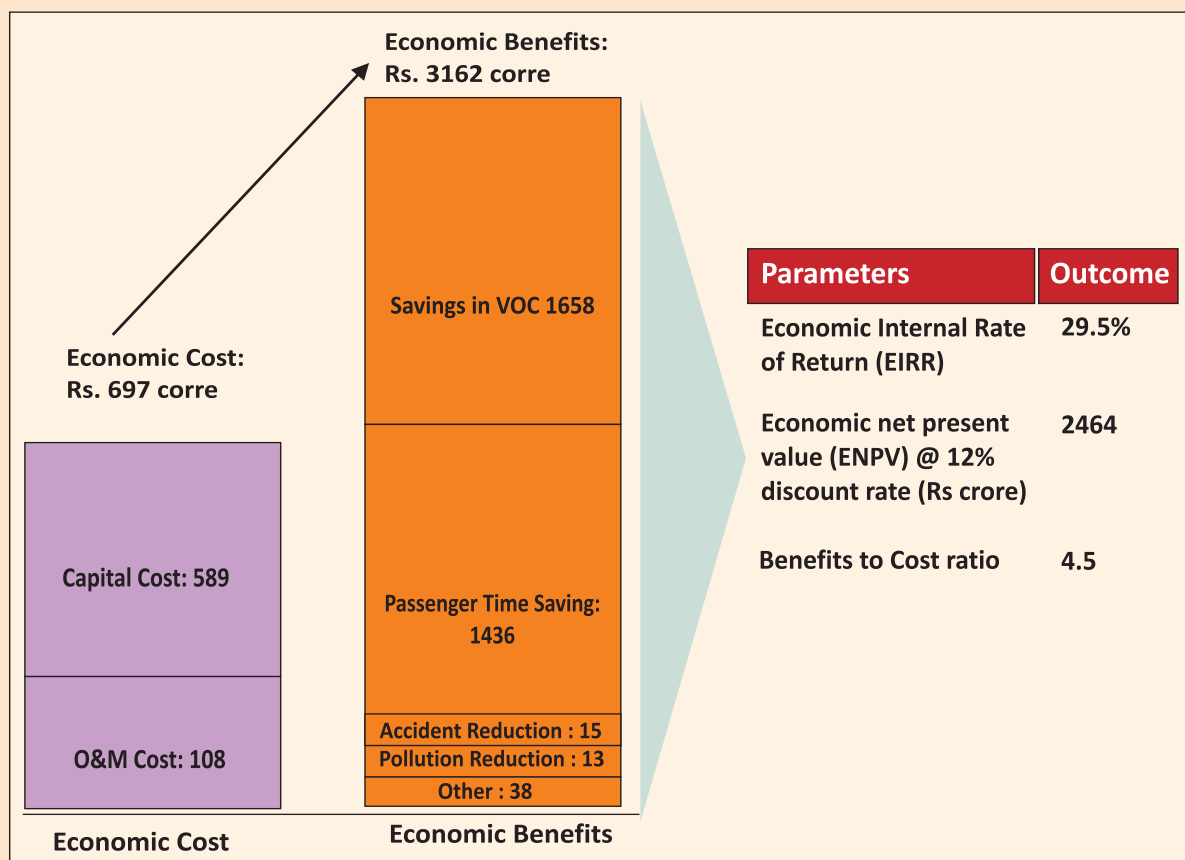 Economic Benefits:
Rs. 3162 corre
Economic Cost:
Rs. 697 corre
Capital Cost: 589
O&M Cost: 108
Economic Cost
Savings in VOC 1658
Passenger Time Saving:
1436
Accident Reduction : 15
Pollution Reduction : 13
Other : 38
Economic Benefits
Parameters Outcome
Economic Internal Rate 29.5%
of Return (EIRR)
Economic net present 2464
value (ENPV) @ 12%
discount rate (Rs crore)
Benefits to Cost ratio 4.5